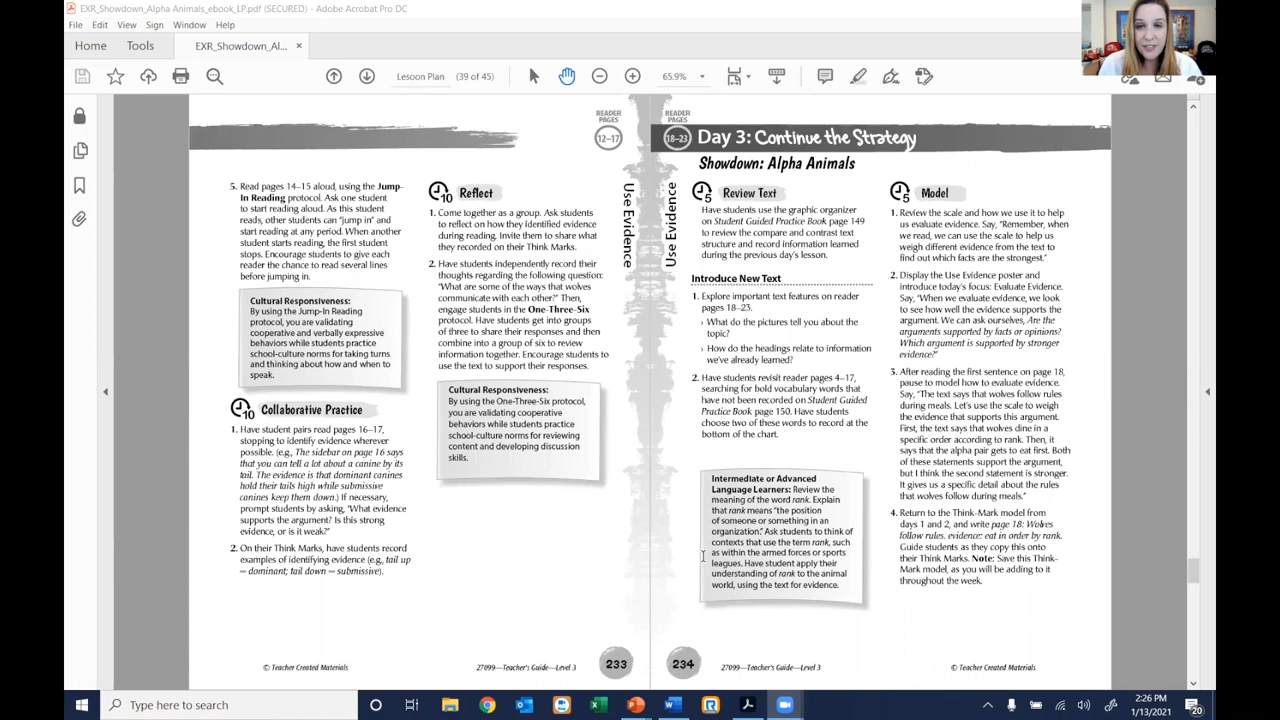 EXR_Showdown_Alpha Animals_ebook_LP.pdf (SECURED) - Adobe Acrobat Pro DC
File Edit View Sign Window Help
Home Tools EXR_Showdown_Al... ×
Lesson Plan (39 of 45) 65.9%
READER
PAGES
12–17
5. Read pages 14–15 aloud, using the Jump-
In Reading protocol. Ask one student
to start reading aloud. As this student
reads, other students can “jump in” and
start reading at any period. When another
student starts reading, the first student
stops. Encourage students to give each
reader the chance to read several lines
before jumping in.
Cultural Responsiveness:
By using the Jump-In Reading
protocol, you are validating
cooperative and verbally expressive
behaviors while students practice
school-culture norms for taking turns
and thinking about how and when to
speak.
10 Collaborative Practice
1. Have student pairs read pages 16–17,
stopping to identify evidence wherever
possible. (e.g., The sidebar on page 16 says
that you can tell a lot about a canine by its
tail. The evidence is that dominant canines
hold their tails high while submissive
canines keep them down.) If necessary,
prompt students by asking, “What evidence
supports the argument? Is this strong
evidence, or is it weak?”
2. On their Think Marks, have students record
examples of identifying evidence (e.g., tail up
= dominant; tail down = submissive).
10 Reflect
1. Come together as a group. Ask students
to reflect on how they identified evidence
during reading. Invite them to share what
they recorded on their Think Marks.
2. Have students independently record their
thoughts regarding the following question:
“What are some of the ways that wolves
communicate with each other?” Then,
engage students in the One-Three-Six
protocol. Have students get into groups
of three to share their responses and then
combine into a group of six to review
information together. Encourage students to
use the text to support their responses.
Cultural Responsiveness:
By using the One-Three-Six protocol,
you are validating cooperative
behaviors while students practice
school-culture norms for reviewing
content and developing discussion
skills.
Use Evidence
© Teacher Created Materials
27099—Teacher’s Guide—Level 3
233
READER
PAGES
18–23
Day 3: Continue the Strategy
Showdown: Alpha Animals
Use Evidence
5 Review Text
Have students use the graphic organizer
on Student Guided Practice Book page 149
to review the compare and contrast text
structure and record information learned
during the previous day’s lesson.
Introduce New Text
1. Explore important text features on reader
pages 18–23.
› What do the pictures tell you about the
topic?
› How do the headings relate to information
we’ve already learned?
2. Have students revisit reader pages 4–17,
searching for bold vocabulary words that
have not been recorded on Student Guided
Practice Book page 150. Have students
choose two of these words to record at the
bottom of the chart.
Intermediate or Advanced
Language Learners: Review the
meaning of the word rank. Explain
that rank means “the position
of someone or something in an
organization.” Ask students to think of
contexts that use the term rank, such
as within the armed forces or sports
leagues. Have student apply their
understanding of rank to the animal
world, using the text for evidence.
5 Model
1. Review the scale and how we use it to help
us evaluate evidence. Say, “Remember, when
we read, we can use the scale to help us
weigh different evidence from the text to
find out which facts are the strongest.”
2. Display the Use Evidence poster and
introduce today’s focus: Evaluate Evidence.
Say, “When we evaluate evidence, we look
to see how well the evidence supports the
argument. We can ask ourselves, Are the
arguments supported by facts or opinions?
Which argument is supported by stronger
evidence?”
3. After reading the first sentence on page 18,
pause to model how to evaluate evidence.
Say, “The text says that wolves follow rules
during meals. Let’s use the scale to weigh
the evidence that supports this argument.
First, the text says that wolves dine in a
specific order according to rank. Then, it
says that the alpha pair gets to eat first. Both
of these statements support the argument,
but I think the second statement is stronger.
It gives us a specific detail about the rules
that wolves follow during meals.”
4. Return to the Think-Mark model from
days 1 and 2, and write page 18: Wolves
follow rules. evidence: eat in order by rank.
Guide students as they copy this onto
their Think Marks. Note: Save this Think-
Mark model, as you will be adding to it
throughout the week.
234
27099—Teacher’s Guide—Level 3
© Teacher Created Materials
Type here to search
2:26 PM
1/13/2021
20